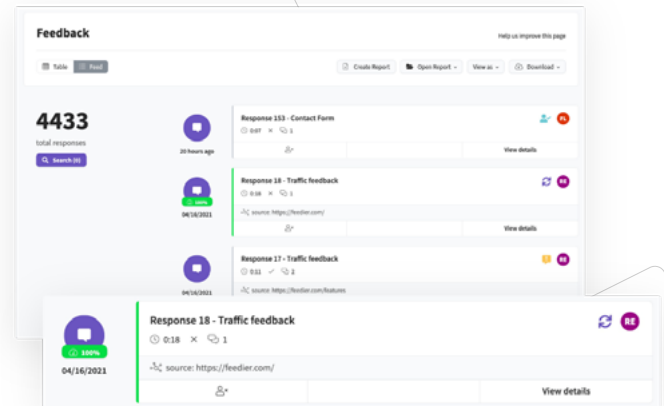 Feedback
Help us improve this page
Table Feed
Create Report Open Report View as Download
4433
total responses
Search (0)
20 hours ago
Response 153 - Contact Form
0:07 1
FL
View details
100%
04/16/2021
Response 18 - Traffic feedback
0:18 1
RE
source: https://feedier.com/
View details
04/16/2021
Response 17 - Traffic feedback
0:11 2
RE
source: https://feedier.com/features
100%
04/16/2021
Response 18 - Traffic feedback
0:18 1
RE
source: https://feedier.com/
View details